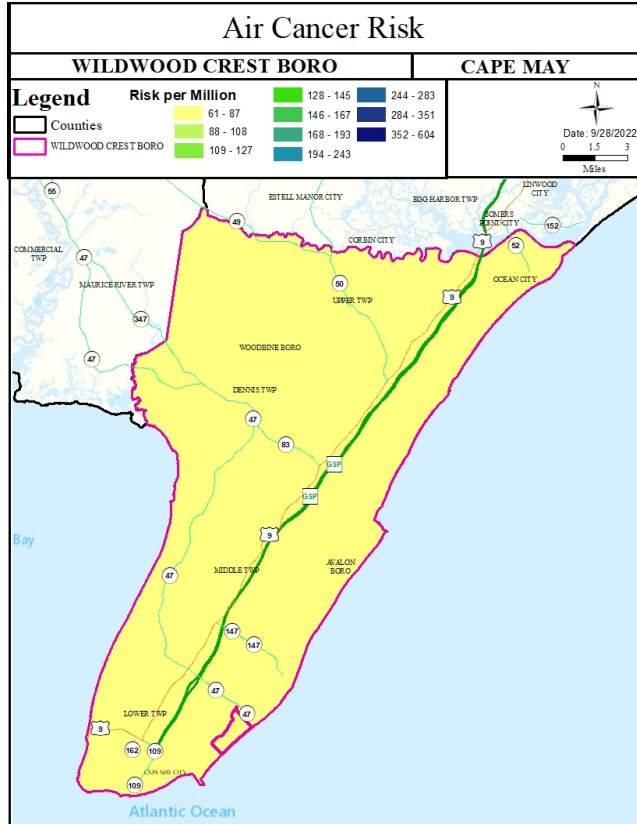 Air Cancer Risk
WILDWOOD CREST BORO
CAPE MAY
Legend
Counties
WILDWOOD CREST BORO
Risk per Million
61 - 87
88 - 108
109 - 127
128 - 145
146 - 167
168 - 193
194 - 243
244 - 283
284 - 351
352 - 604
N
Date: 9/28/2022
0 1.5 3
Miles
LINWOOD
CITY
55
ESTELL MANOR CITY
EGG HARBOR TWP
SOMERS
POINT CITY
49
152
9
52
CORBIN CITY
COMMERCIAL
TWP
47
OCEAN CITY
MAURICE RIVER TWP
50
UPPER TWP
9
347
WOODBINE BORO
47
DENNIS TWP
47
83
GSP
GSP
9
Bay
AVALON
BORO
MIDDLE TWP
47
147
147
47
LOWER TWP
47
9
162
109
CAPE MAY CITY
109
Atlantic Ocean